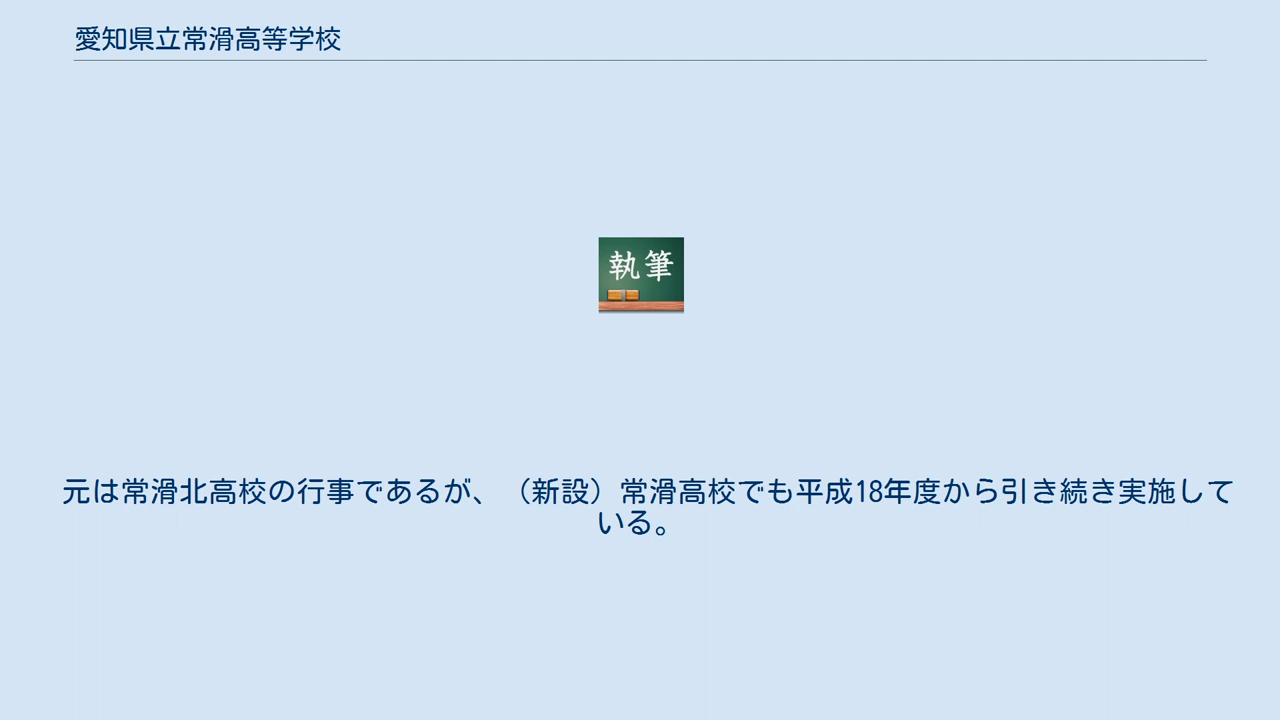 愛知県立常滑高等学校
執筆
元は常滑北高校の行事であるが、（新設）常滑高校でも平成18年度から引き続き実施して
いる。